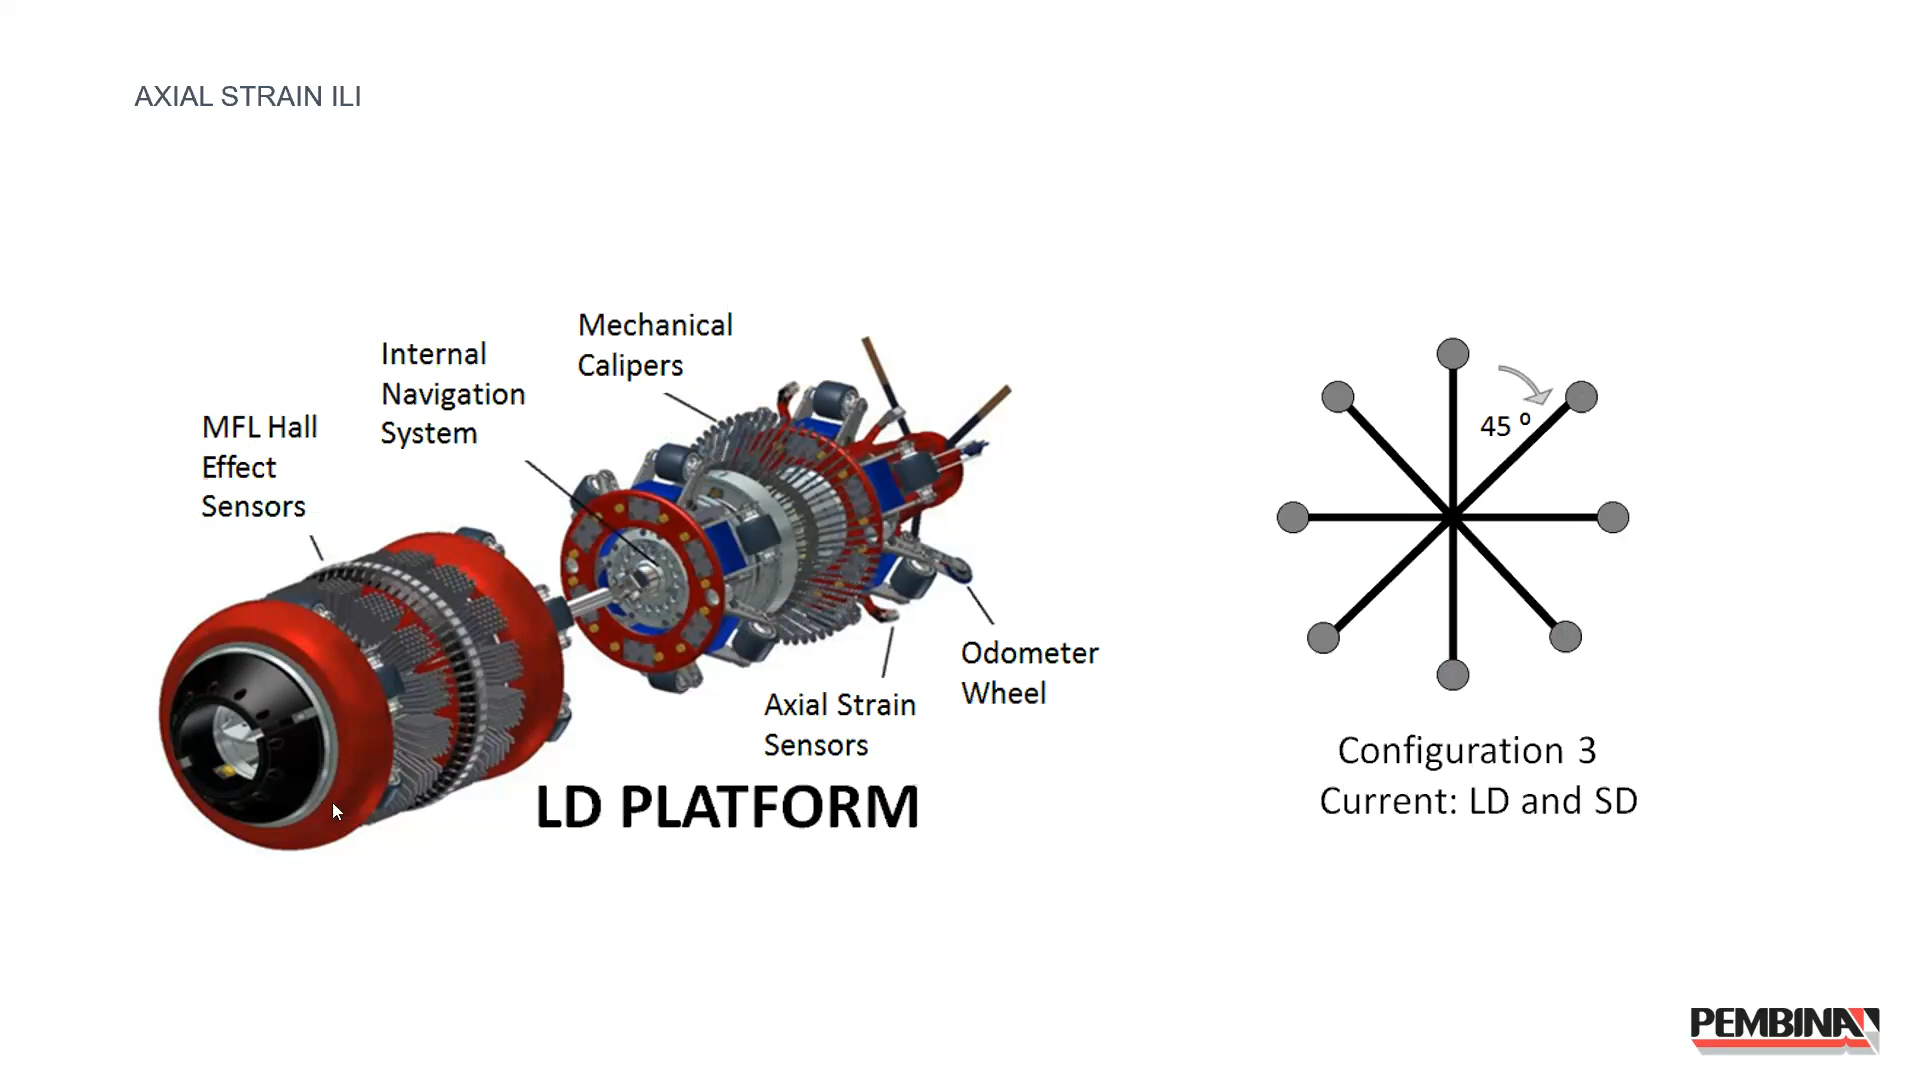 AXIAL STRAIN ILI
Mechanical
Calipers
Internal
Navigation
System
MFL Hall
Effect
Sensors
45 º
Odometer
Wheel
Axial Strain
Sensors
LD PLATFORM
Configuration 3
Current: LD and SD
PEMBINA